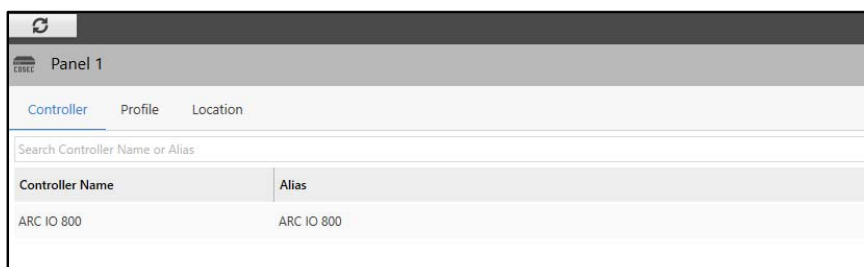 COSEC Panel 1
Controller Profile Location
Search Controller Name or Alias
Controller Name Alias
ARC IO 800 ARC IO 800